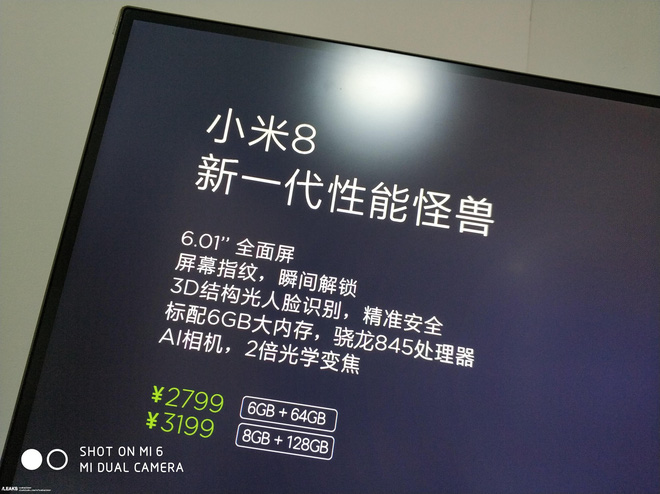 小米8
新一代性能怪兽
6.01” 全面屏
屏幕指纹，瞬间解锁
3D结构光人脸识别，精准安全
标配6GB大内存，骁龙845处理器
AI相机，2倍光学变焦
¥2799 6GB + 64GB
¥3199 8GB + 128GB
SHOT ON MI 6
MI DUAL CAMERA
/LEAKS